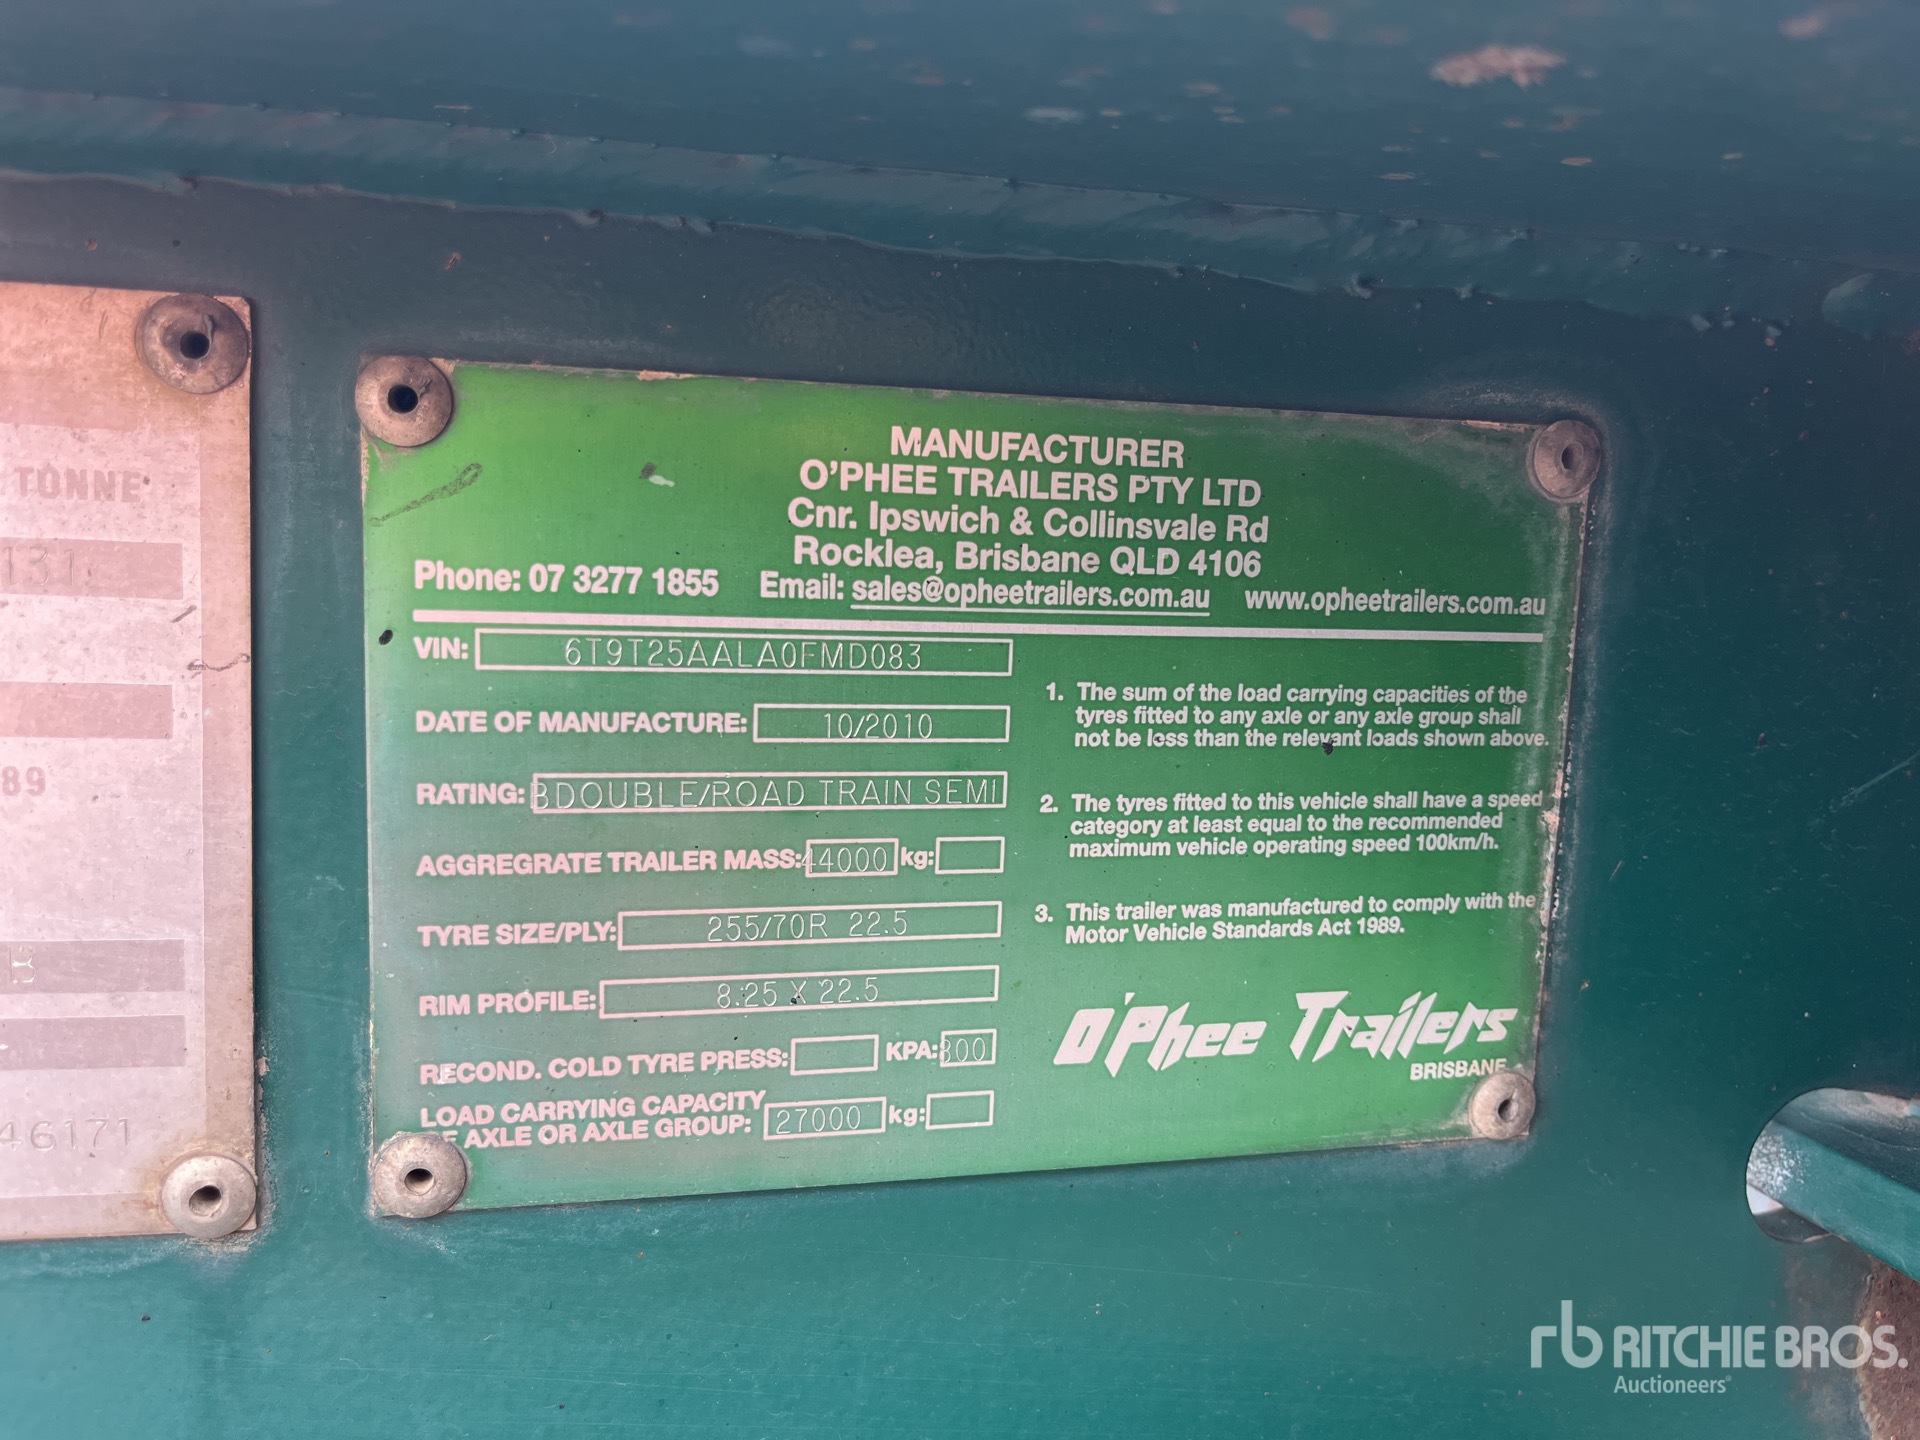 TONNE
131
89
B
46171
MANUFACTURER
O'PHEE TRAILERS PTY LTD
Cnr. Ipswich & Collinsvale Rd
Rocklea, Brisbane QLD 4106
Phone: 07 3277 1855 Email: sales@opheetrailers.com.au www.opheetrailers.com.au
VIN: 6T9T25AALA0FMD083
DATE OF MANUFACTURE: 10/2010
RATING: BDOUBLE/ROAD TRAIN SEMI
AGGREGRATE TRAILER MASS: 44000 kg:
TYRE SIZE/PLY: 255/70R 22.5
RIM PROFILE: 8.25 X 22.5
RECOND. COLD TYRE PRESS: KPA: 800
LOAD CARRYING CAPACITY
AXLE OR AXLE GROUP: 27000 kg:
1. The sum of the load carrying capacities of the
tyres fitted to any axle or any axle group shall
not be less than the relevant loads shown above.
2. The tyres fitted to this vehicle shall have a speed
category at least equal to the recommended
maximum vehicle operating speed 100km/h.
3. This trailer was manufactured to comply with the
Motor Vehicle Standards Act 1989.
O'Phee Trailers
BRISBANE
rb RITCHIE BROS.
Auctioneers